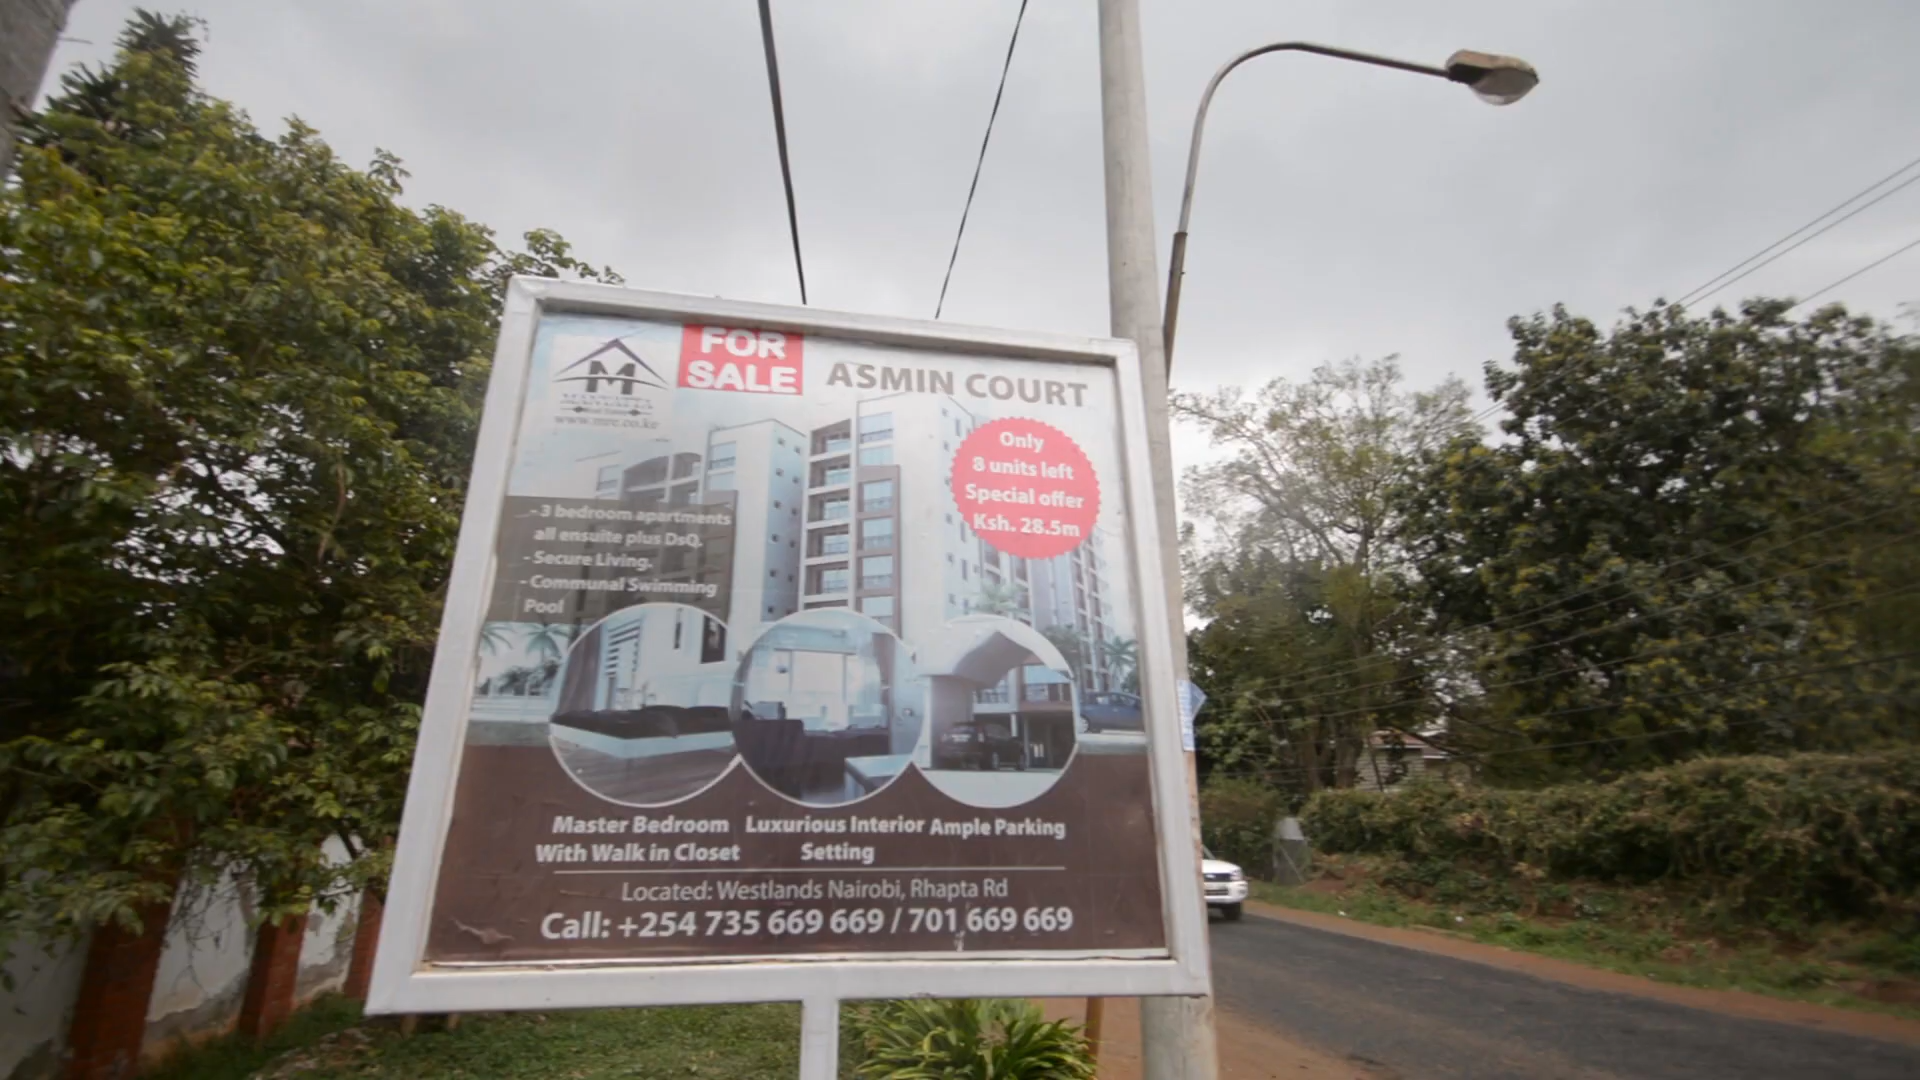 FOR
SALE
ASMIN COURT
M
www.mre.co.ke
Only
8 units left
Special offer
Ksh. 28.5m
- 3 bedroom apartments
all ensuite plus DsQ.
- Secure Living.
- Communal Swimming
Pool
Master Bedroom
With Walk in Closet
Luxurious Interior
Setting
Ample Parking
Located: Westlands Nairobi, Rhapta Rd
Call: +254 735 669 669 / 701 669 669